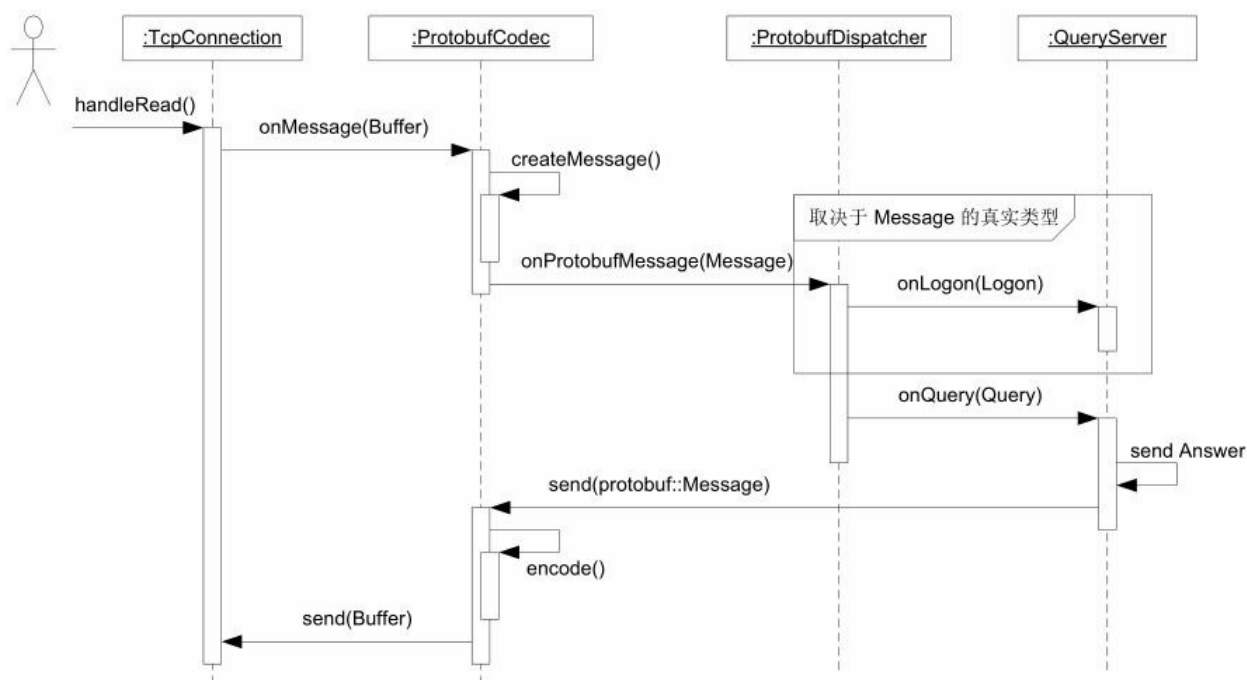 :TcpConnection
:ProtobufCodec
:ProtobufDispatcher
:QueryServer
handleRead()
onMessage(Buffer)
createMessage()
取决于 Message 的真实类型
onProtobufMessage(Message)
onLogon(Logon)
onQuery(Query)
send Answer
send(protobuf::Message)
encode()
send(Buffer)